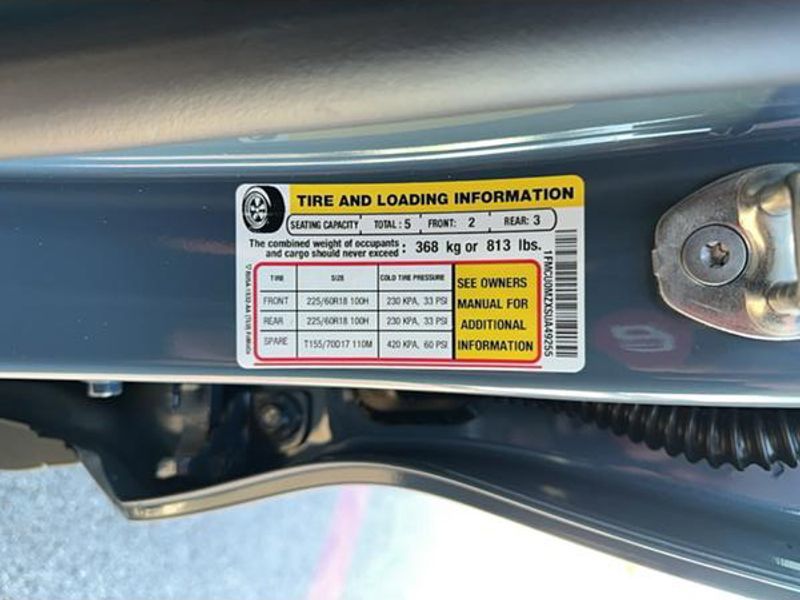 TIRE AND LOADING INFORMATION
SEATING CAPACITY TOTAL : 5 FRONT: 2 REAR: 3
The combined weight of occupants and cargo should never exceed : 368 kg or 813 lbs.
TIRE SIZE COLD TIRE PRESSURE
FRONT 225/60R18 100H 230 KPA, 33 PSI
REAR 225/60R18 100H 230 KPA, 33 PSI
SPARE T155/70D17 110M 420 KPA, 60 PSI
SEE OWNERS
MANUAL FOR
ADDITIONAL
INFORMATION
1FMCU0MZXSUA49255